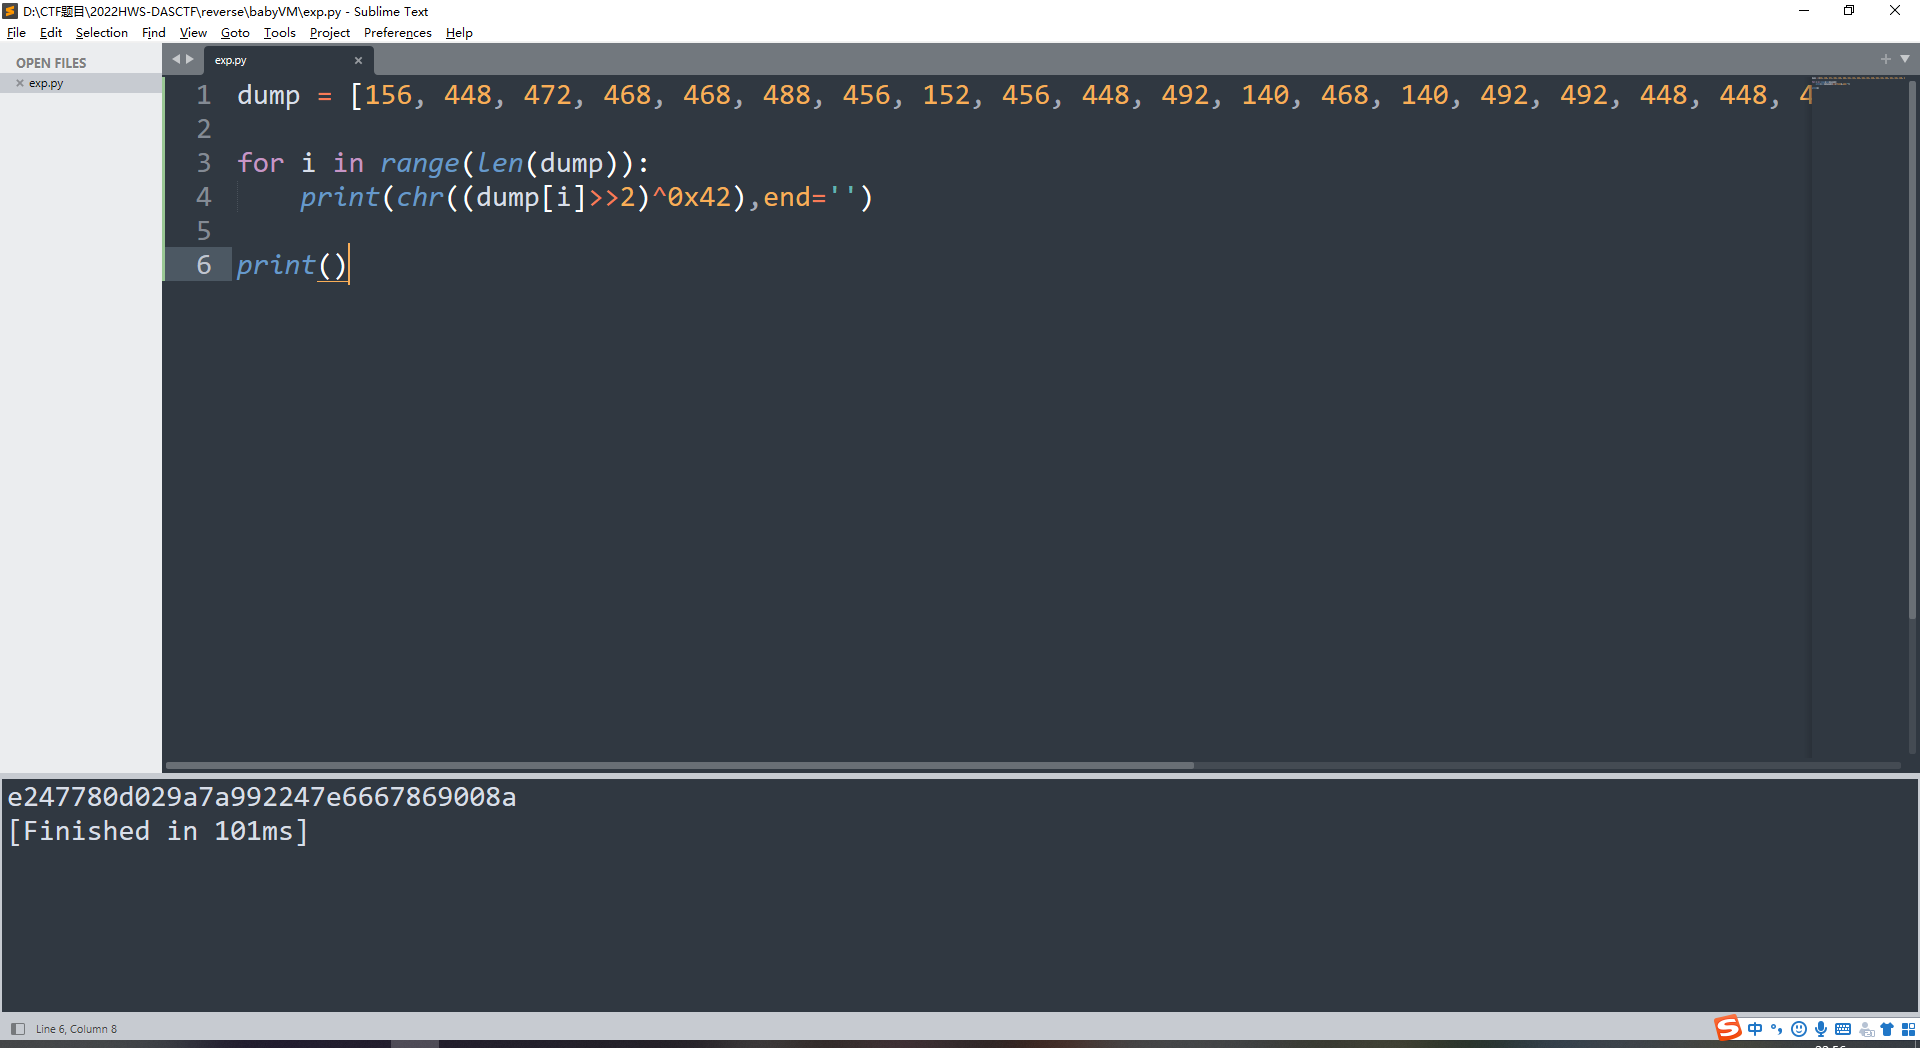 D:\CTF题目\2022HWS-DASCTF\reverse\babyVM\exp.py - Sublime Text
File Edit Selection Find View Goto Tools Project Preferences Help
OPEN FILES
exp.py
exp.py
1 dump = [156, 448, 472, 468, 468, 488, 456, 152, 456, 448, 492, 140, 468, 140, 492, 492, 448, 448, 4
2
3 for i in range(len(dump)):
4     print(chr((dump[i]>>2)^0x42),end='')
5
6 print()
e247780d029a7a992247e6667869008a
[Finished in 101ms]
Line 6, Column 8
中